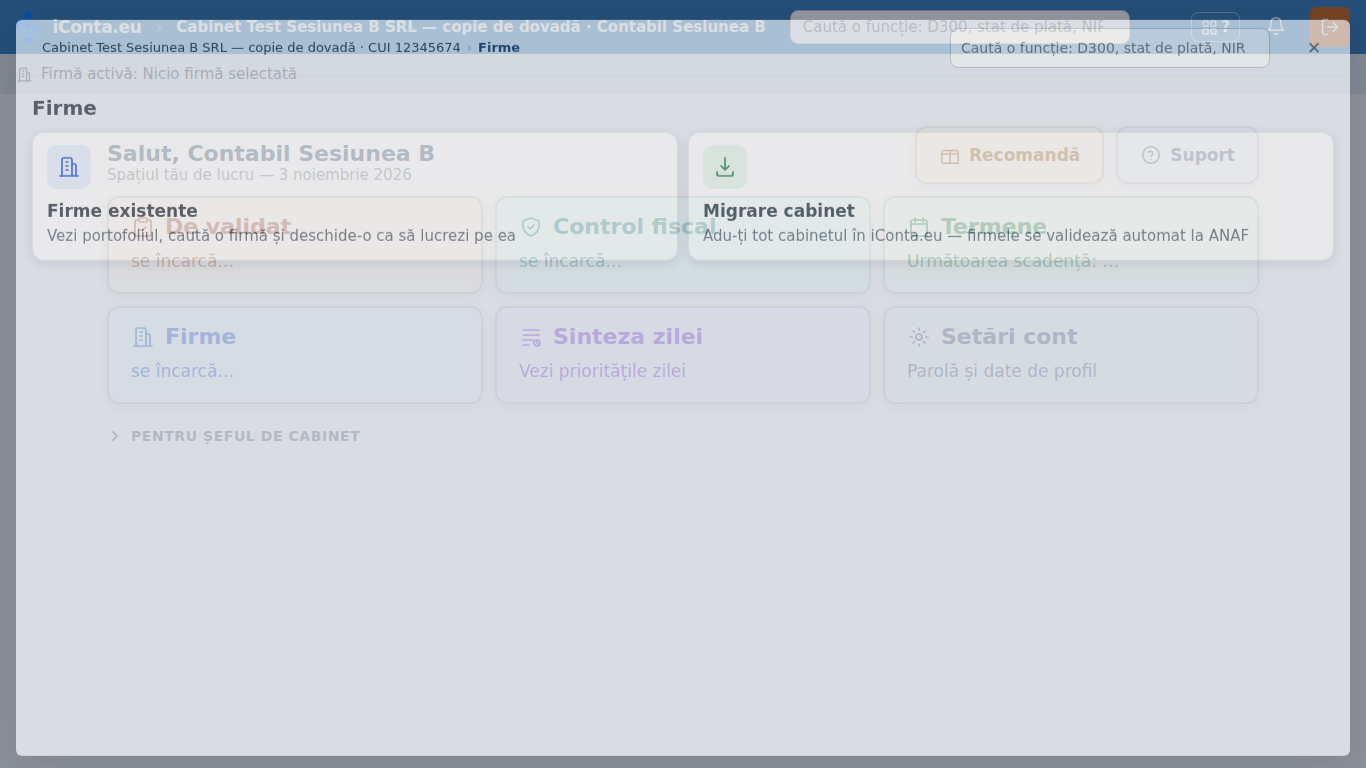 iConta.eu › Cabinet Test Sesiunea B SRL — copie de dovadă · Contabil Sesiunea B
Caută o funcție: D300, stat de plată, NIR
?
Cabinet Test Sesiunea B SRL — copie de dovadă · CUI 12345674 › Firme
Caută o funcție: D300, stat de plată, NIR
✕
Firmă activă: Nicio firmă selectată
Firme
Salut, Contabil Sesiunea B
Spațiul tău de lucru — 3 noiembrie 2026
Recomandă
Suport
Firme existente
Vezi portofoliul, caută o firmă și deschide-o ca să lucrezi pe ea
Migrare cabinet
Adu-ți tot cabinetul în iConta.eu — firmele se validează automat la ANAF
De validat
se încarcă...
Control fiscal
se încarcă...
Termene
Următoarea scadență: ...
Firme
se încarcă...
Sinteza zilei
Vezi prioritățile zilei
Setări cont
Parolă și date de profil
PENTRU ȘEFUL DE CABINET